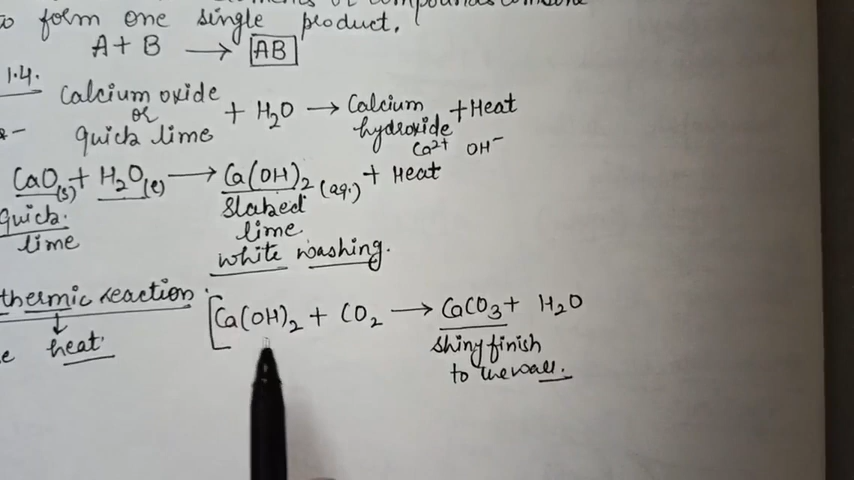 to form one single product.
A + B → AB
1.4.
Calcium oxide or quick lime + H2O → Calcium hydroxide + Heat
Ca2+ OH-
CaO(s) + H2O(l) → Ca(OH)2 (aq.) + Heat
quick lime
Slaked lime
white washing.
thermic reaction.
heat
[Ca(OH)2 + CO2 → CaCO3 + H2O
shiny finish
to the wall.